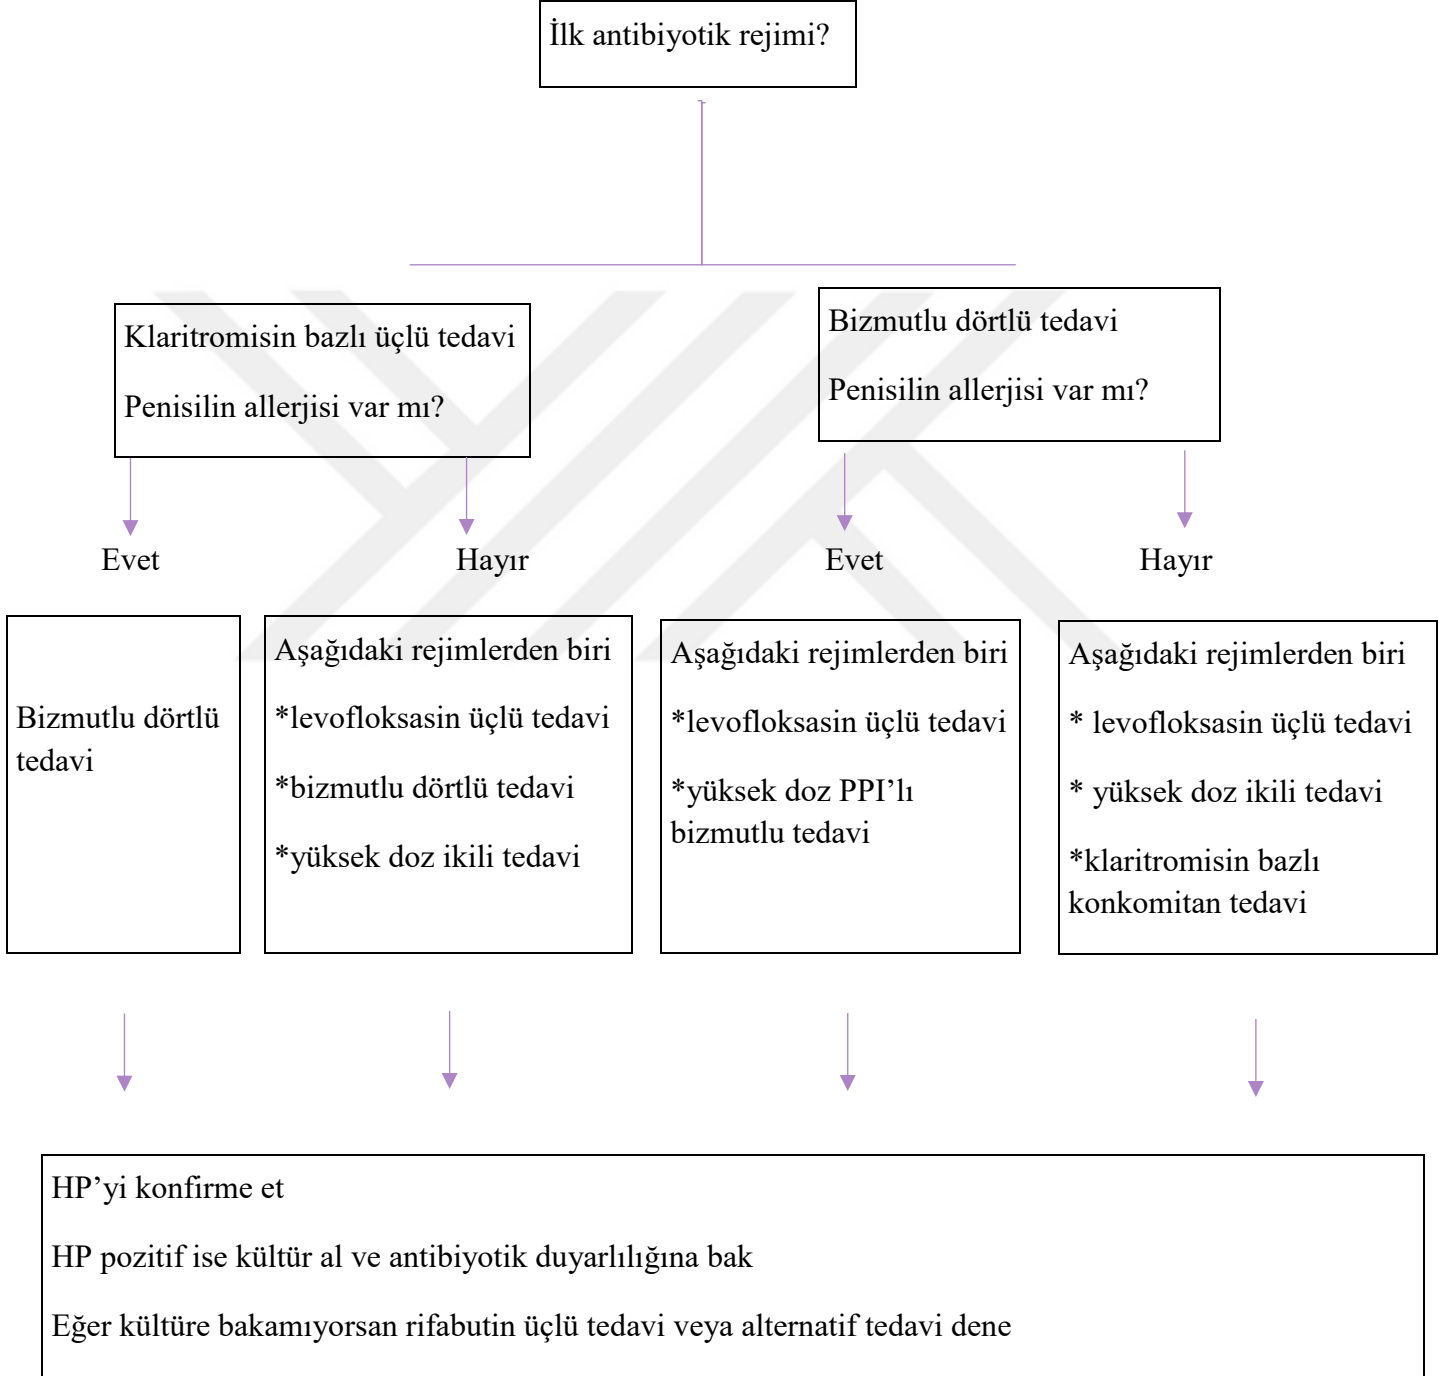 İlk antibiyotik rejimi?
Klaritromisin bazlı üçlü tedavi
Penisilin allerjisi var mı?
Bizmutlu dörtlü tedavi
Penisilin allerjisi var mı?
Evet
Hayır
Evet
Hayır
Bizmutlu dörtlü
tedavi
Aşağıdaki rejimlerden biri
*levofloksasin üçlü tedavi
*bizmutlu dörtlü tedavi
*yüksek doz ikili tedavi
Aşağıdaki rejimlerden biri
*levofloksasin üçlü tedavi
*yüksek doz PPI’lı
bizmutlu tedavi
Aşağıdaki rejimlerden biri
* levofloksasin üçlü tedavi
* yüksek doz ikili tedavi
*klaritromisin bazlı
konkomitan tedavi
HP’yi konfirme et
HP pozitif ise kültür al ve antibiyotik duyarlılığına bak
Eğer kültüre bakamıyorsan rifabutin üçlü tedavi veya alternatif tedavi dene